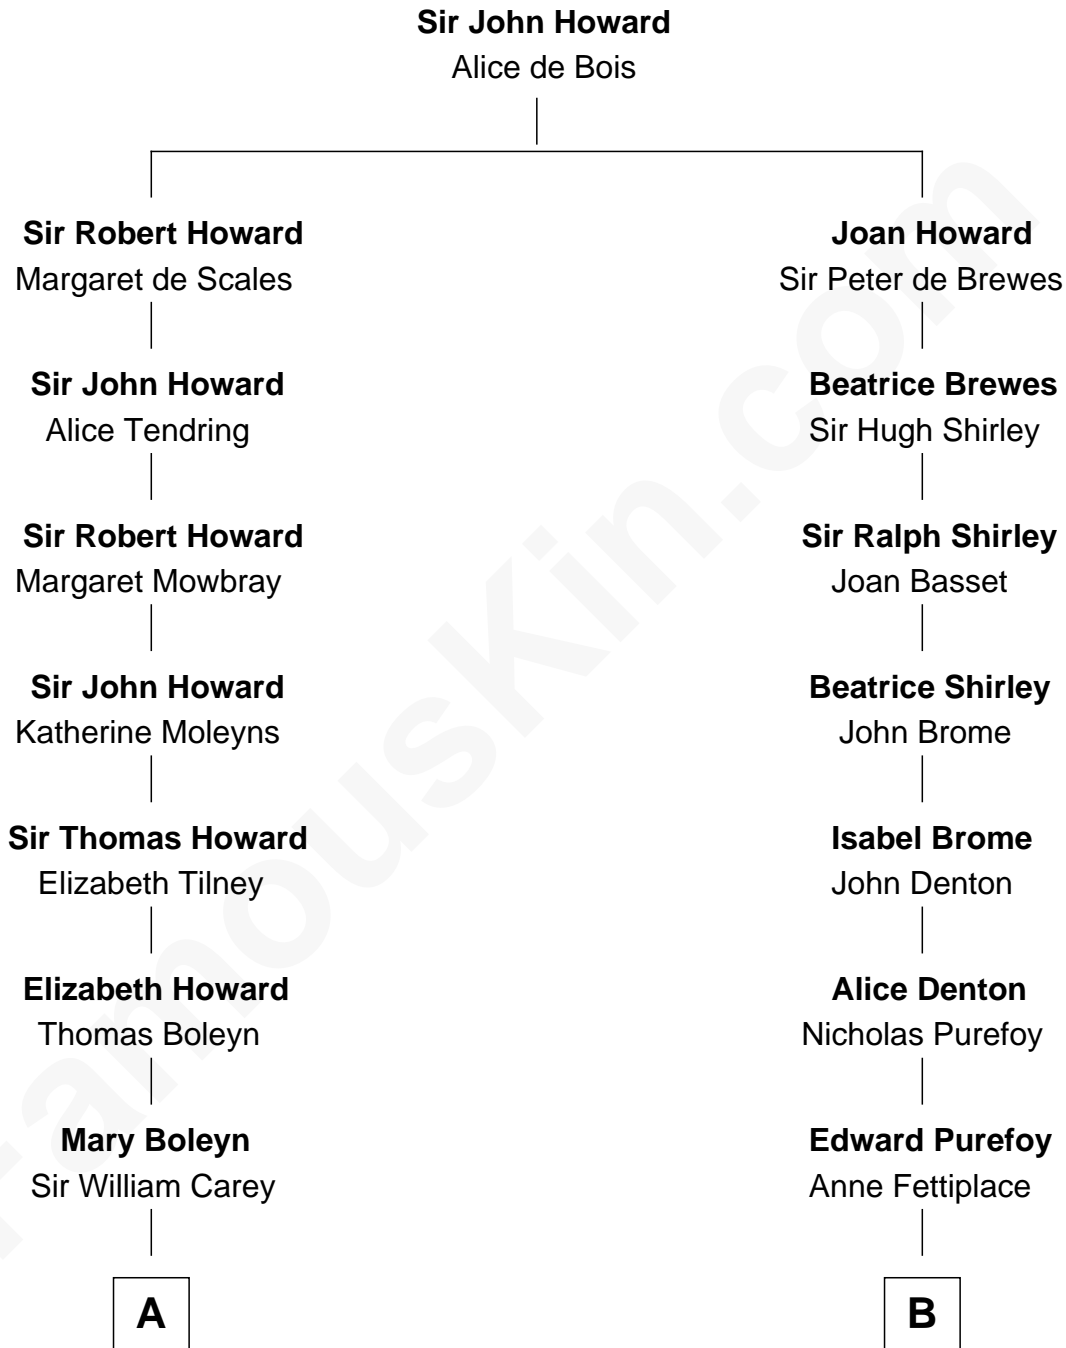 Sir John Howard
Alice de Bois
Sir Robert Howard
Margaret de Scales
Joan Howard
Sir Peter de Brewes
Sir John Howard
Alice Tendring
Beatrice Brewes
Sir Hugh Shirley
Sir Robert Howard
Margaret Mowbray
Sir Ralph Shirley
Joan Basset
Sir John Howard
Katherine Moleyns
Beatrice Shirley
John Brome
Sir Thomas Howard
Elizabeth Tilney
Isabel Brome
John Denton
Elizabeth Howard
Thomas Boleyn
Alice Denton
Nicholas Purefoy
Mary Boleyn
Sir William Carey
Edward Purefoy
Anne Fettiplace
A
B
FamousKin.com